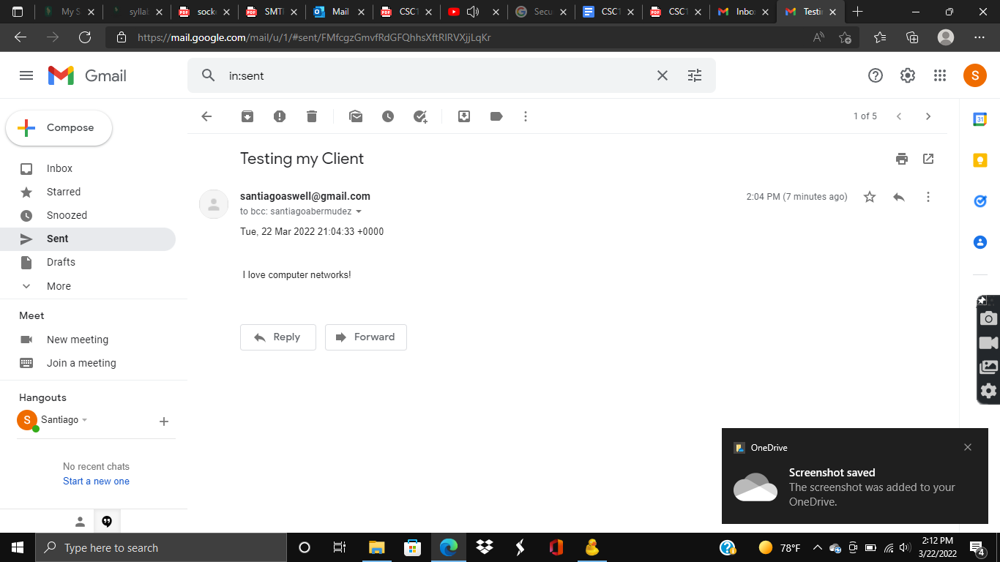 My S
syllab
socke
SMTI
Mail
CSC1
Secu
CSC1
CSC1
Inbo
Testi
https://mail.google.com/mail/u/1/#sent/FMfcgzGmvfRdGFQhhsXftRlRVXjjLqKr
Gmail
in:sent
S
Compose
1 of 5
31
Inbox
Starred
Snoozed
Sent
Drafts
More
Testing my Client
santiagoaswell@gmail.com
2:04 PM (7 minutes ago)
to bcc: santiagoabermudez
Tue, 22 Mar 2022 21:04:33 +0000
I love computer networks!
Reply
Forward
Meet
New meeting
Join a meeting
Hangouts
S
Santiago
No recent chats
Start a new one
OneDrive
Screenshot saved
The screenshot was added to your
OneDrive.
Type here to search
78°F
2:12 PM
3/22/2022
4